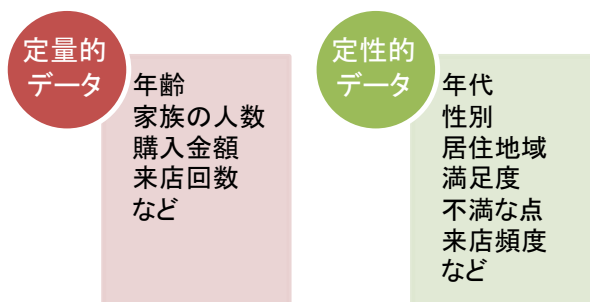 定量的
データ
年齢
家族の人数
購入金額
来店回数
など
定性的
データ
年代
性別
居住地域
満足度
不満な点
来店頻度
など